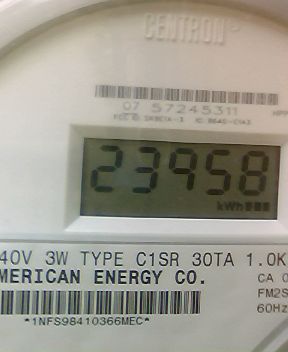 CENTRON
07 57245311
23958
kWh
40V 3W TYPE C1SR 30TA 1.0K
MERICAN ENERGY CO.
CA 0
FM2S
60Hz
*1NFS98410366MEC*